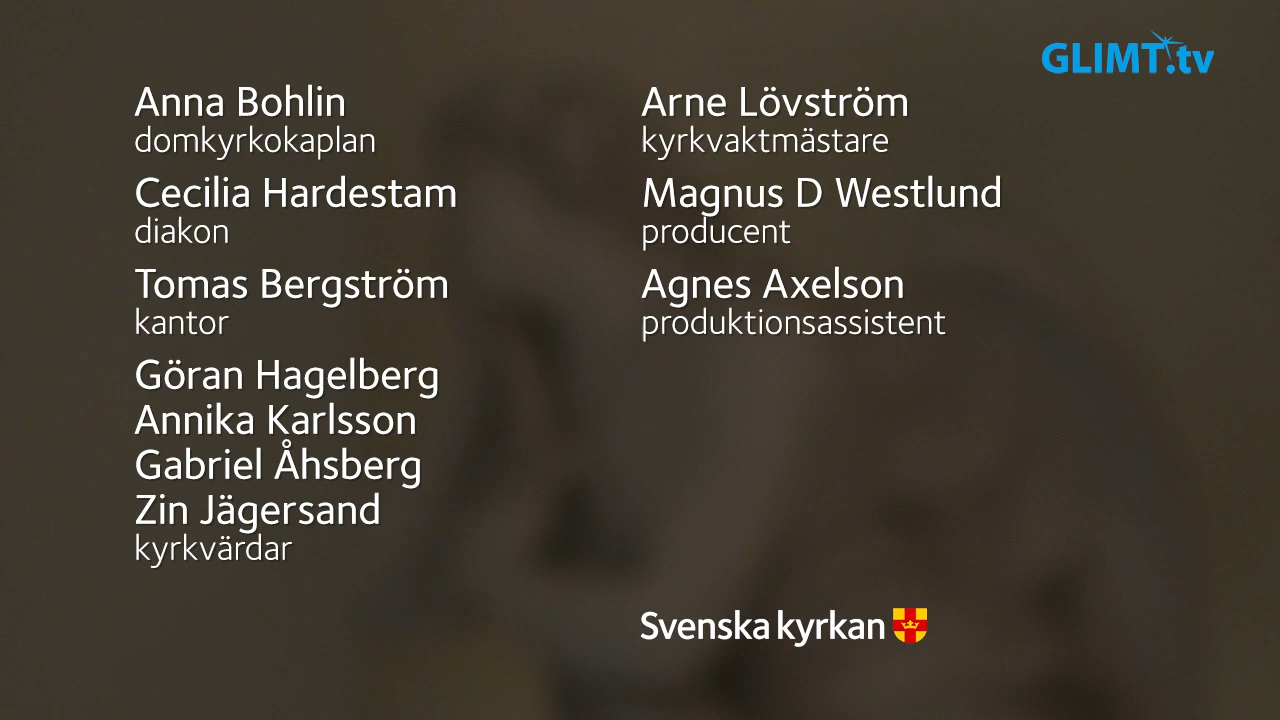 GLIMT.tv
Anna Bohlin
domkyrkokaplan
Cecilia Hardestam
diakon
Tomas Bergström
kantor
Göran Hagelberg
Annika Karlsson
Gabriel Åhsberg
Zin Jägersand
kyrkvärdar
Arne Lövström
kyrkvaktmästare
Magnus D Westlund
producent
Agnes Axelson
produktionsassistent
Svenska kyrkan